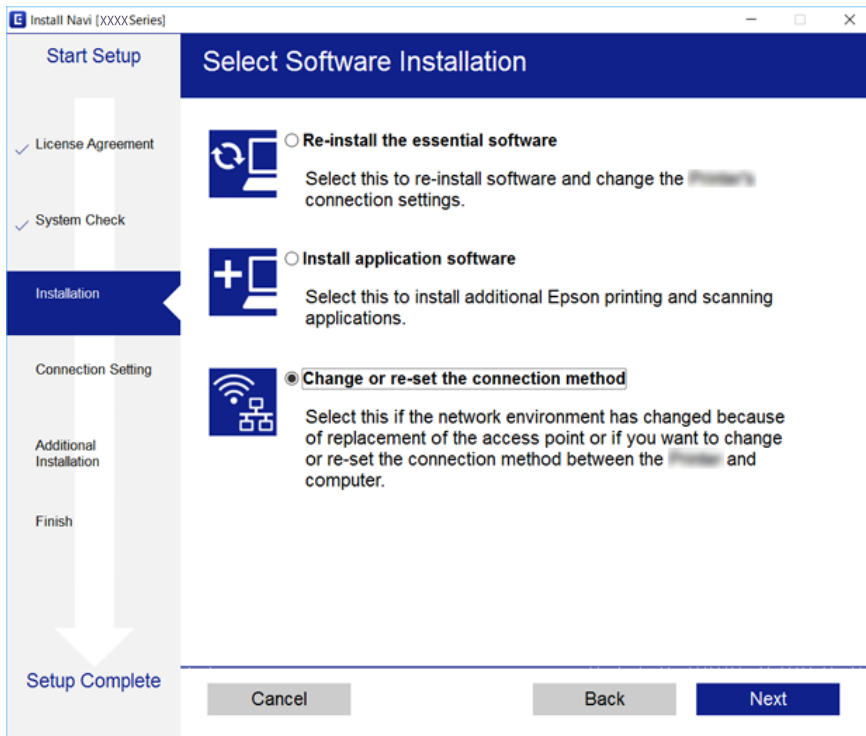 E Install Navi [XXXXSeries]
Start Setup
License Agreement
System Check
Installation
Connection Setting
Additional
Installation
Finish
Setup Complete
Select Software Installation
Re-install the essential software
Select this to re-install software and change the
connection settings.
Install application software
Select this to install additional Epson printing and scanning
applications.
Change or re-set the connection method
Select this if the network environment has changed because
of replacement of the access point or if you want to change
or re-set the connection method between the and
computer.
Cancel
Back
Next